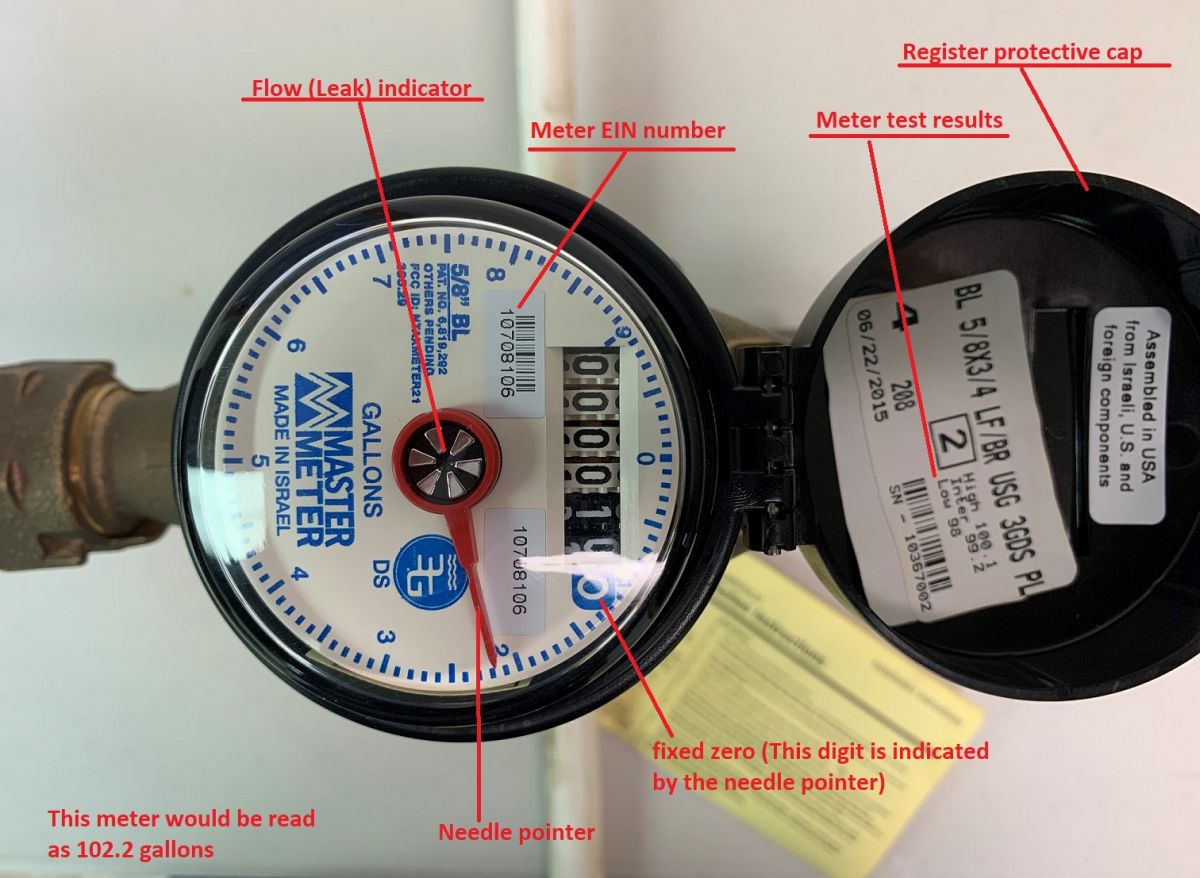 Register protective cap
Flow (Leak) indicator
Meter EIN number
Meter test results
5/8" BL
PAT. NO. 6,819,292
OTHERS PENDING
FCC ID:
10708106
00001
0
9
8
7
6
5
4
3
2
1
0
MASTER
METER
MADE IN ISRAEL
GALLONS
DS
3G
10708106
BL 5/8X3/4 LF/BR USG 3GDS PL
4
208
06/22/2015
2
High 100.1
Inter 99.2
Low 98
SN - 10367002
Assembled in USA
from Israeli, U.S. and
foreign components
Instructions
fixed zero (This digit is indicated
by the needle pointer)
Needle pointer
This meter would be read
as 102.2 gallons